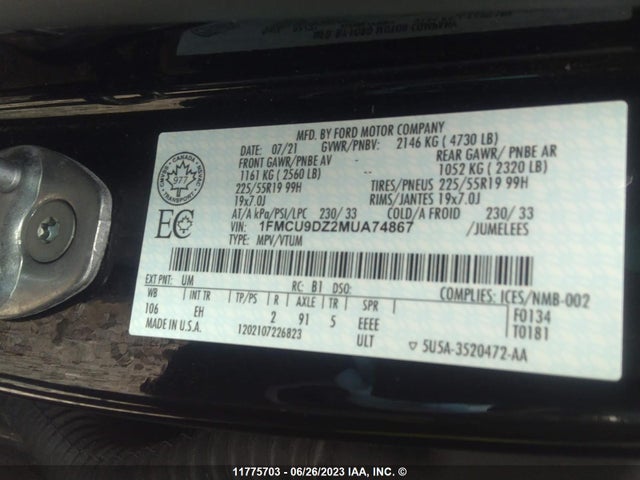 MFD. BY FORD MOTOR COMPANY
DATE: 07/21 GVWR/PNBV: 2146 KG ( 4730 LB)
FRONT GAWR/PNBE AV REAR GAWR/ PNBE AR
1161 KG ( 2560 LB) 1052 KG ( 2320 LB)
225/55R19 99H TIRES/PNEUS 225/55R19 99H
19x7.0J RIMS/JANTES 19x7.0J
AT/A kPa/PSI/LPC 230/ 33 COLD/A FROID 230/ 33
VIN: 1FMCU9DZ2MUA74867 /JUMELEES
TYPE: MPV/VTUM
CANADA
977
TRANSPORT
EC
EXT PNT: UM RC: B1 DSO: COMPLIES: ICES/NMB-002
WB INT TR TP/PS R AXLE TR SPR F0134
106 EH 2 91 5 EEEE T0181
MADE IN U.S.A. 1202107226823 ULT ▽ 5U5A-3520472-AA
11775703 - 06/26/2023 IAA, INC. ©